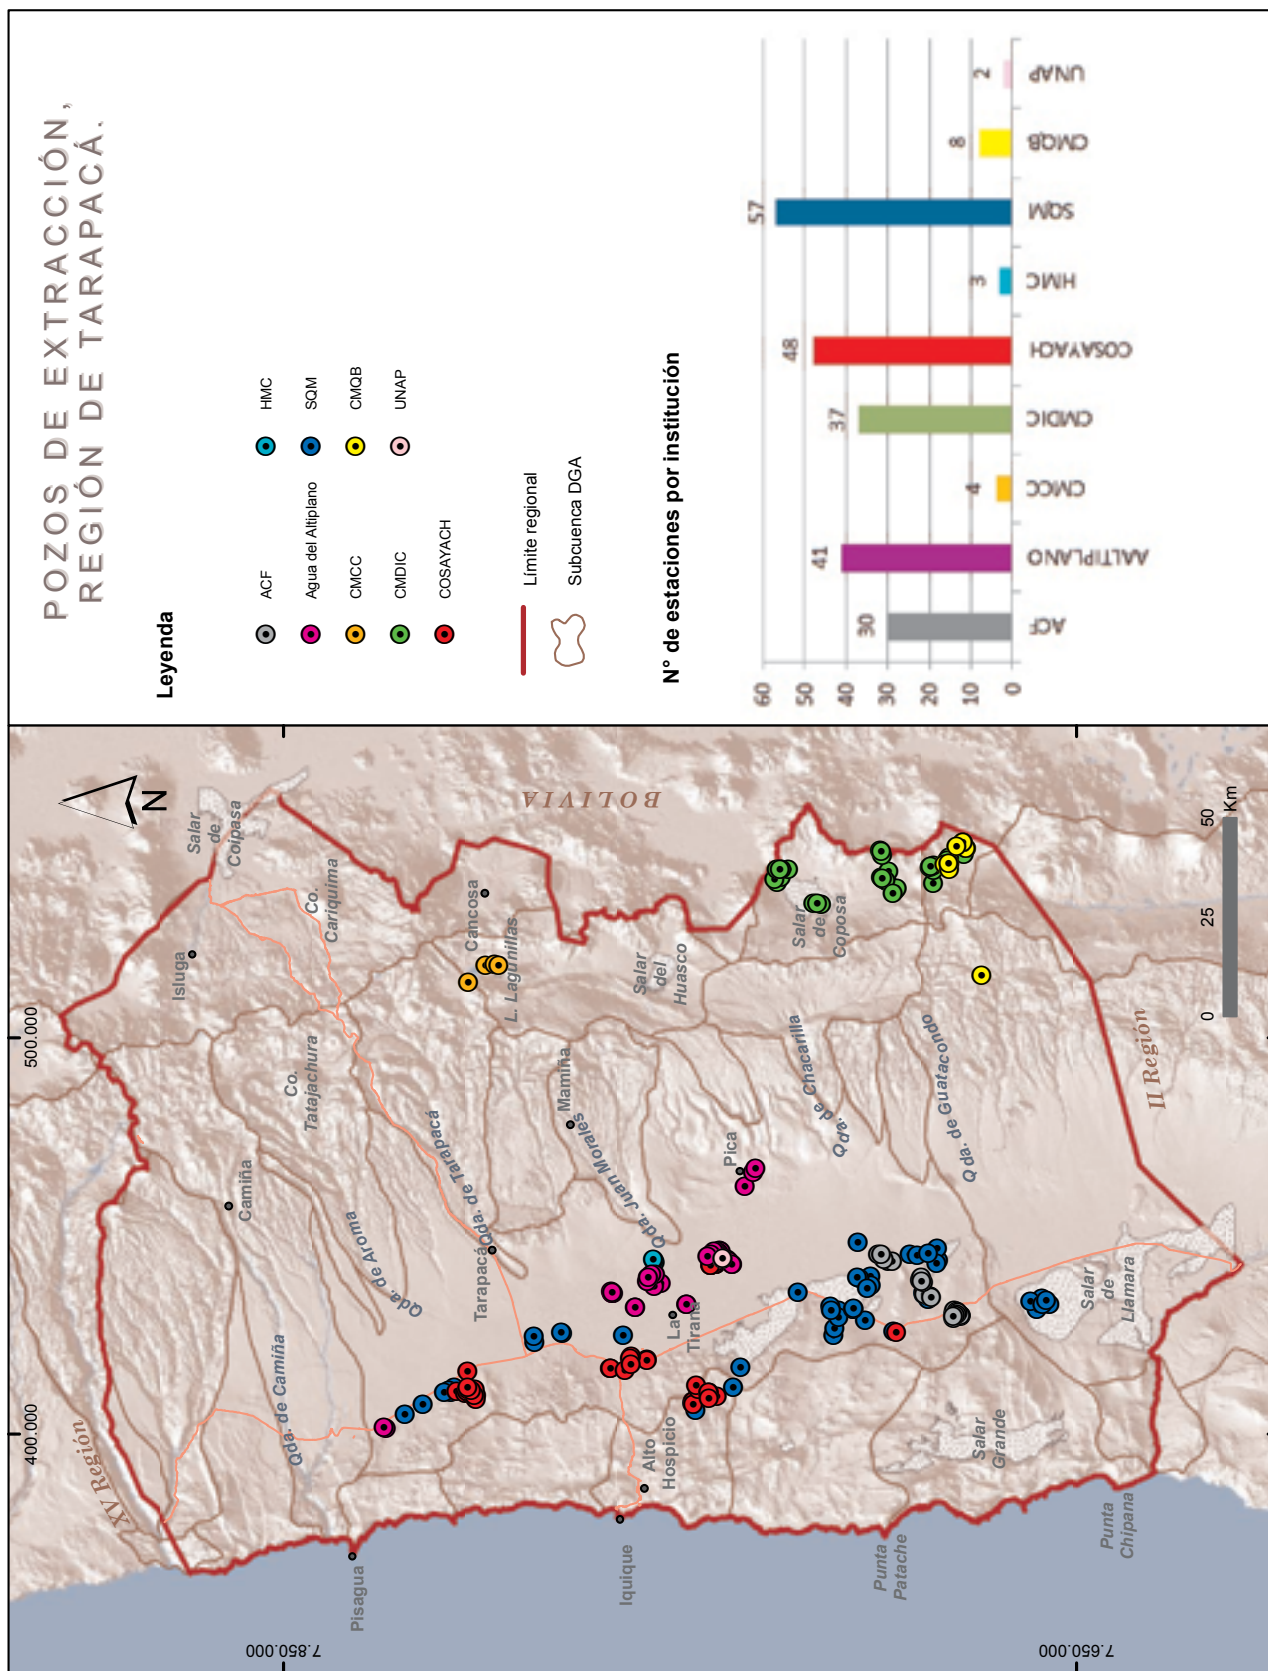 POZOS DE EXTRACCIÓN,
REGIÓN DE TARAPACÁ.
Leyenda
ACF
Agua del Altiplano
CMCC
CMDIC
COSAYACH
HMC
SQM
CMQB
UNAP
Límite regional
Subcuenca DGA
N° de estaciones por institución
60
50
40
30
20
10
0
30
41
4
37
48
3
57
8
2
ACF
AALTIPLANO
CMCC
CMDIC
COSAYACH
HMC
SQM
CMQB
UNAP
400.000
500.000
7.850.000
7.650.000
N
XV Región
BOLIVIA
II Región
Salar
de
Coipasa
Isluga
Co.
Cariquima
Cancosa
L. Lagunillas
Co.
Tatajachura
Camiña
Qda. de Camiña
Qda. de Aroma
Qda. de Tarapacá
Tarapacá
Mamiña
Qda. Juan Morales
Salar
del
Huasco
Pisagua
Iquique
Alto
Hospicio
La
Tirana
Pica
Salar
de
Coposa
Qda. de Chacarilla
Qda. de Guatacondo
Punta
Patache
Salar
Grande
Salar
de
Llamara
Punta
Chipana
0
25
50
Km